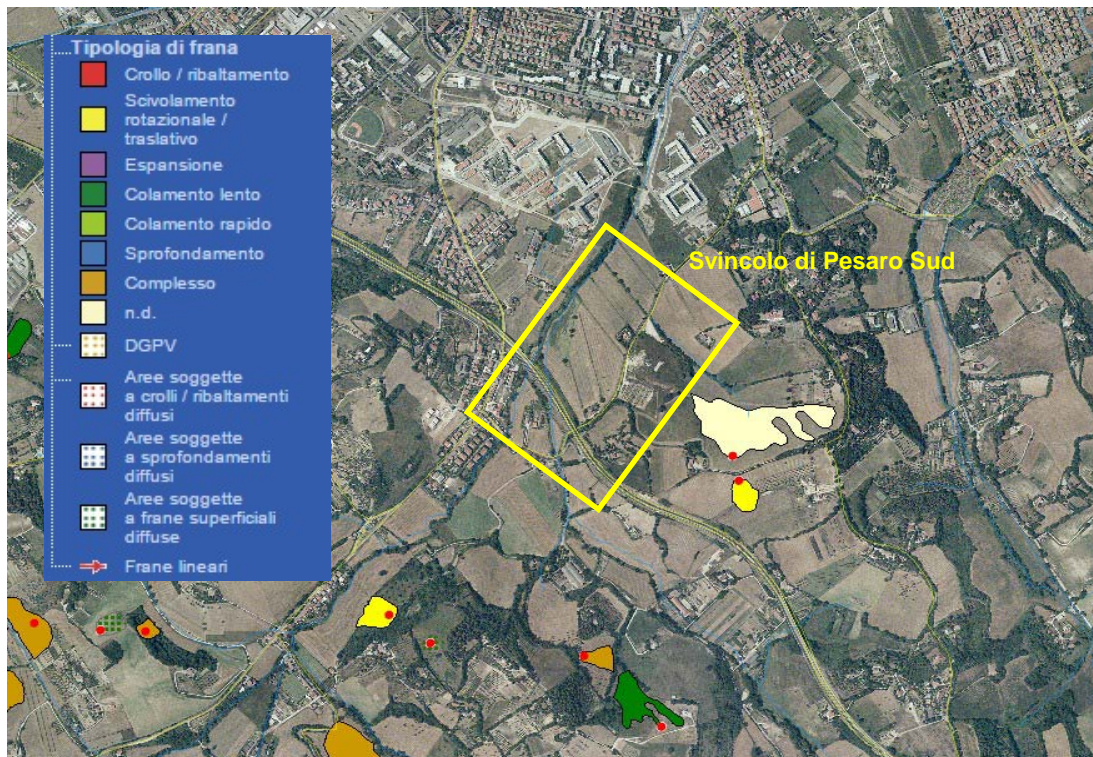 Tipologia di frana
Crollo / ribaltamento
Scivolamento
rotazionale /
traslativo
Espansione
Colamento lento
Colamento rapido
Sprofondamento
Complesso
n.d.
DGPV
Aree soggette
a crolli / ribaltamenti
diffusi
Aree soggette
a sprofondamenti
diffusi
Aree soggette
a frane superficiali
diffuse
Frane lineari
Svincolo di Pesaro Sud